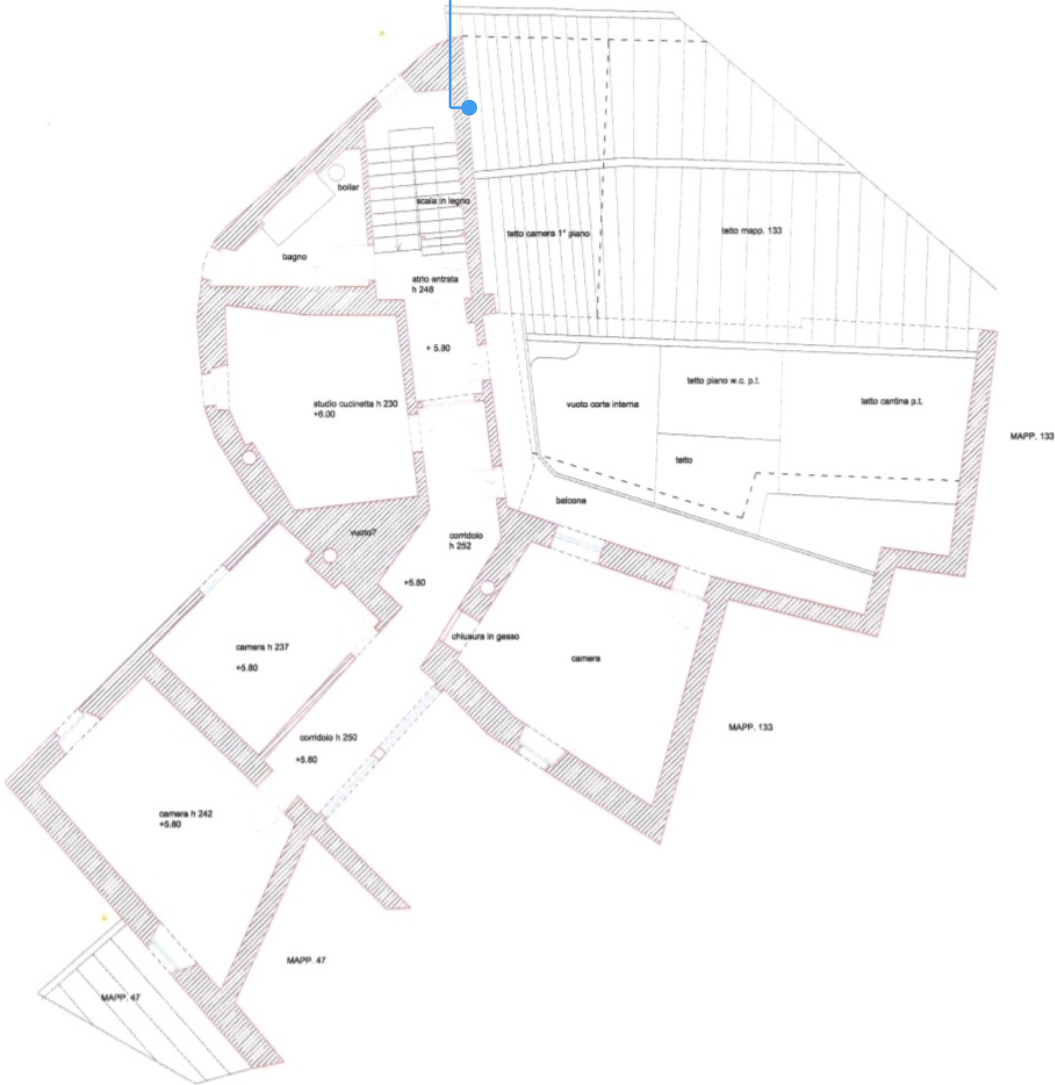 boiler
scala in legno
tetto camera 1° piano
tetto mapp. 133
bagno
atrio entrata
h 248
+ 5.80
studio cucinetta h 230
+6.00
vuoto corte interna
tetto piano w.c. p.t.
tetto cantina p.t.
MAPP. 133
tetto
balcone
vuoto?
corridoio
h 252
+5.80
chiusura in gesso
camera h 237
+5.80
camera
MAPP. 133
corridoio h 250
+5.80
camera h 242
+5.80
MAPP. 47
MAPP. 47